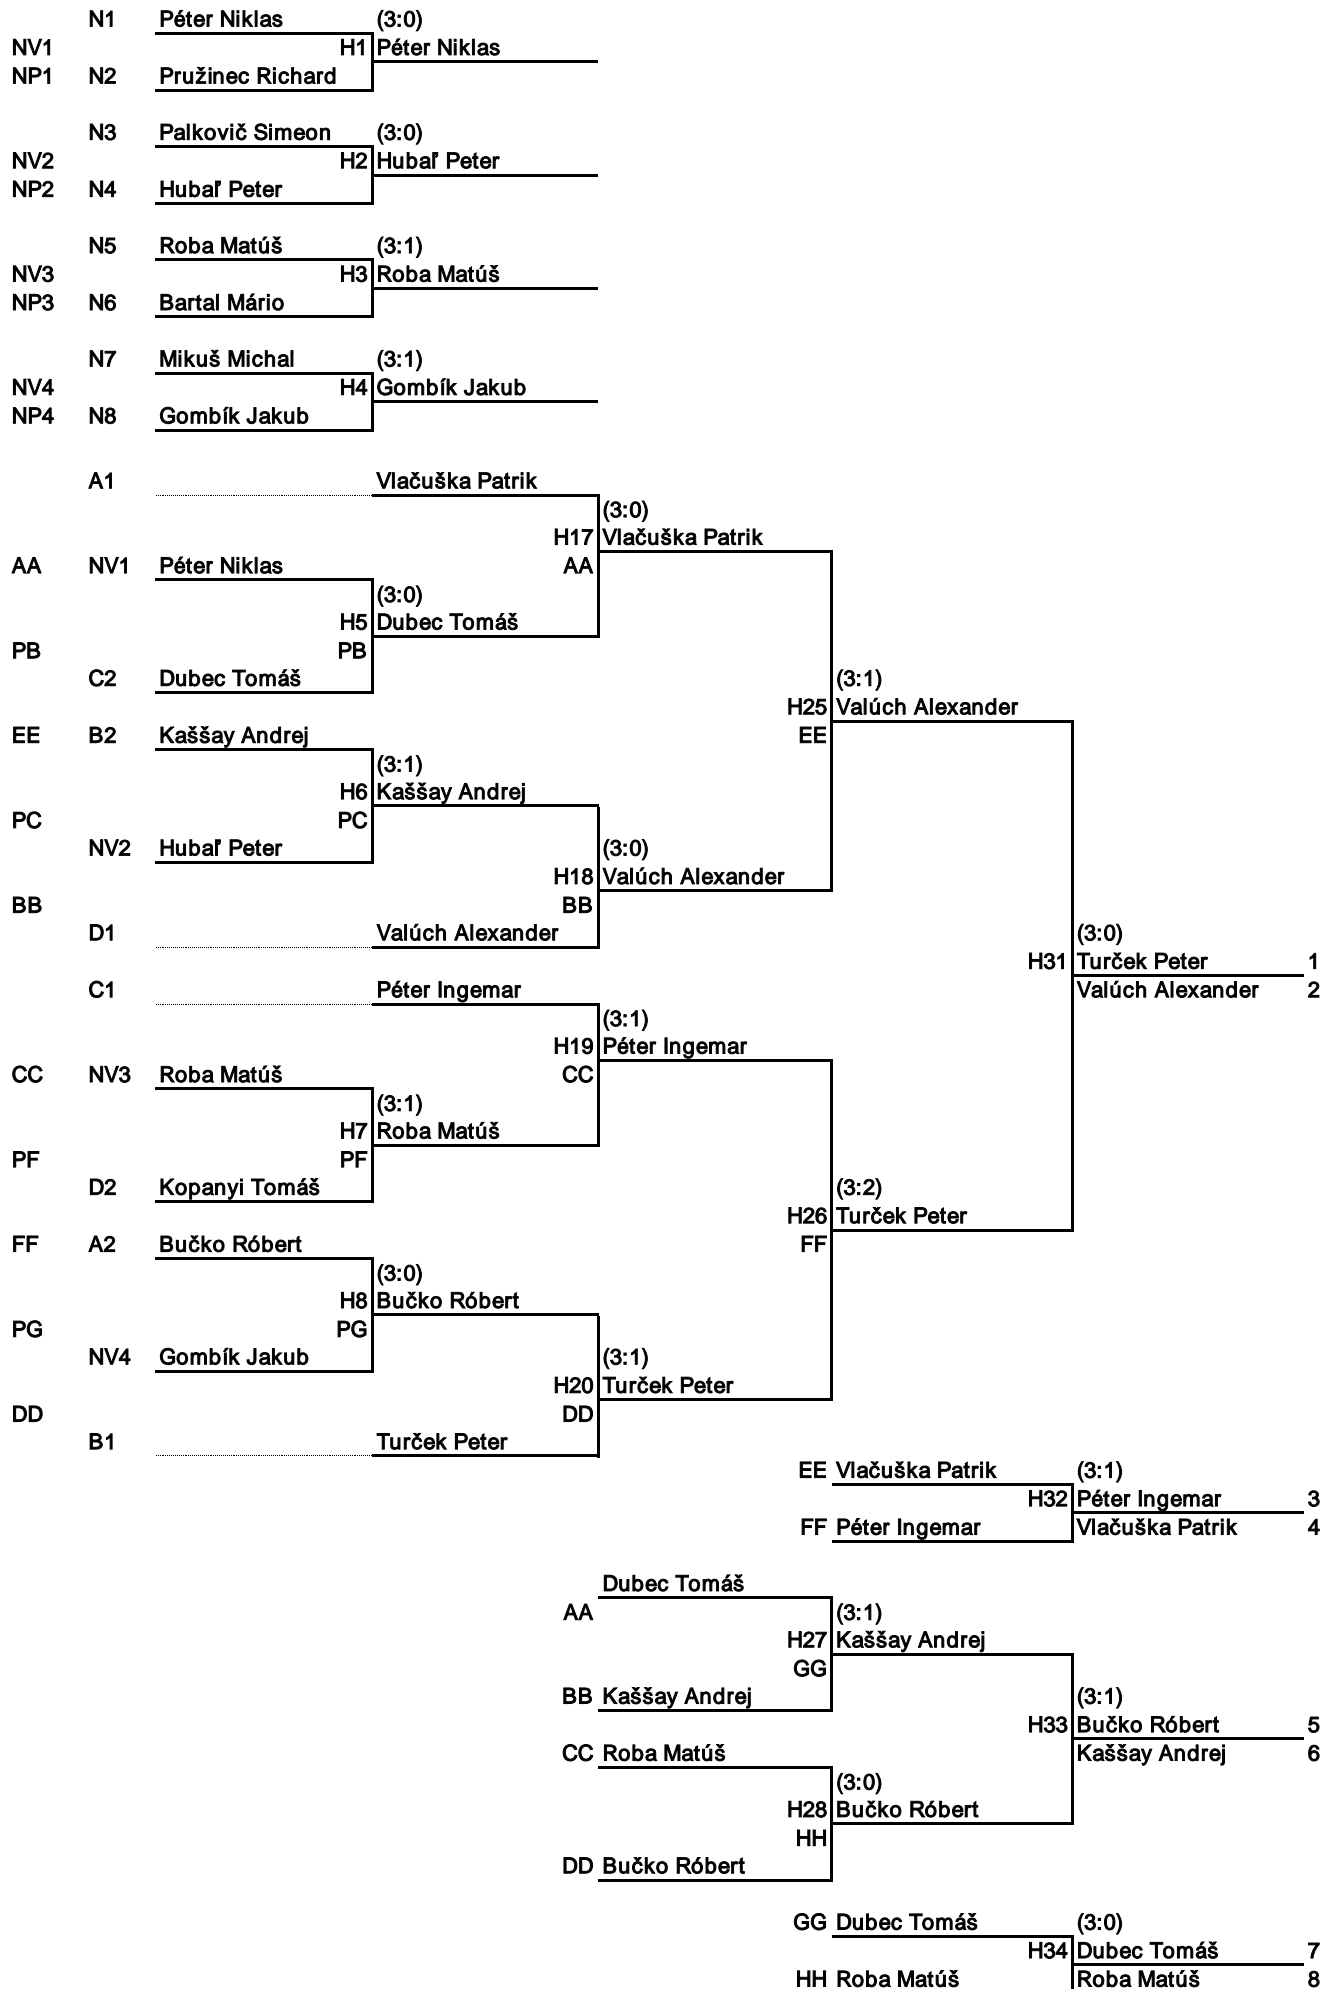 N1 Péter Niklas (3:0)
NV1 H1 Péter Niklas
NP1 N2 Pružinec Richard
N3 Palkovič Simeon (3:0)
NV2 H2 Hubaľ Peter
NP2 N4 Hubaľ Peter
N5 Roba Matúš (3:1)
NV3 H3 Roba Matúš
NP3 N6 Bartal Mário
N7 Mikuš Michal (3:1)
NV4 H4 Gombík Jakub
NP4 N8 Gombík Jakub
A1 Vlačuška Patrik
(3:0)
H17 Vlačuška Patrik
AA NV1 Péter Niklas AA
(3:0)
H5 Dubec Tomáš
PB PB
C2 Dubec Tomáš (3:1)
H25 Valúch Alexander
EE B2 Kaššay Andrej EE
(3:1)
H6 Kaššay Andrej
PC PC
NV2 Hubaľ Peter (3:0)
H18 Valúch Alexander
BB BB
D1 Valúch Alexander (3:0)
H31 Turček Peter 1
C1 Péter Ingemar Valúch Alexander 2
(3:1)
H19 Péter Ingemar
CC NV3 Roba Matúš CC
(3:1)
H7 Roba Matúš
PF PF
D2 Kopanyi Tomáš (3:2)
H26 Turček Peter
FF A2 Bučko Róbert FF
(3:0)
H8 Bučko Róbert
PG PG
NV4 Gombík Jakub (3:1)
H20 Turček Peter
DD DD
B1 Turček Peter
EE Vlačuška Patrik (3:1)
H32 Péter Ingemar 3
FF Péter Ingemar Vlačuška Patrik 4
Dubec Tomáš
AA (3:1)
H27 Kaššay Andrej
GG
BB Kaššay Andrej (3:1)
H33 Bučko Róbert 5
CC Roba Matúš Kaššay Andrej 6
(3:0)
H28 Bučko Róbert
HH
DD Bučko Róbert
GG Dubec Tomáš (3:0)
H34 Dubec Tomáš 7
HH Roba Matúš Roba Matúš 8